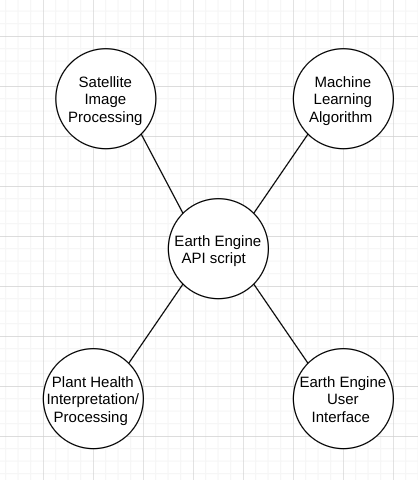 Satellite
Image
Processing
Machine
Learning
Algorithm
Earth Engine
API script
Plant Health
Interpretation/
Processing
Earth Engine
User
Interface